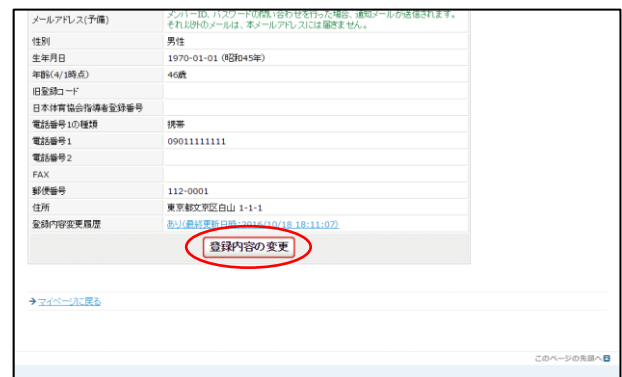 メンバーID、パスワードの問い合わせを行った場合、通知メールが送信されます。
メールアドレス(予備)
それ以外のメールは、本メールアドレスには届きません。
性別 男性
生年月日 1970-01-01 (昭和45年)
年齢(4/1時点) 46歳
旧登録コード
日本体育協会指導者登録番号
電話番号1の種類 携帯
電話番号1 09011111111
電話番号2
FAX
郵便番号 112-0001
住所 東京都文京区白山 1-1-1
登録内容変更履歴 あり(最終更新日時:2016/10/18 18:11:07)
登録内容の変更
マイページに戻る
このページの先頭へ